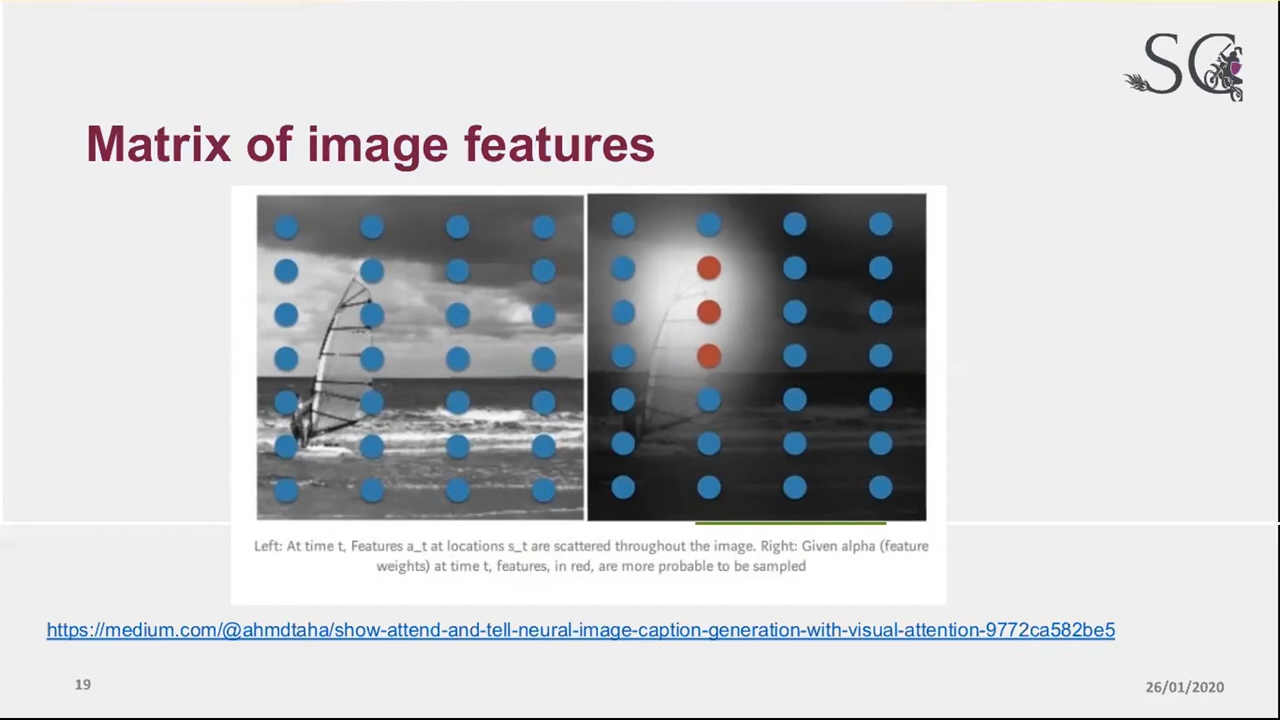 SC
Matrix of image features
Left: At time t, Features a_t at locations s_t are scattered throughout the image. Right: Given alpha (feature
weights) at time t, features, in red, are more probable to be sampled
https://medium.com/@ahmdtaha/show-attend-and-tell-neural-image-caption-generation-with-visual-attention-9772ca582be5
19
26/01/2020